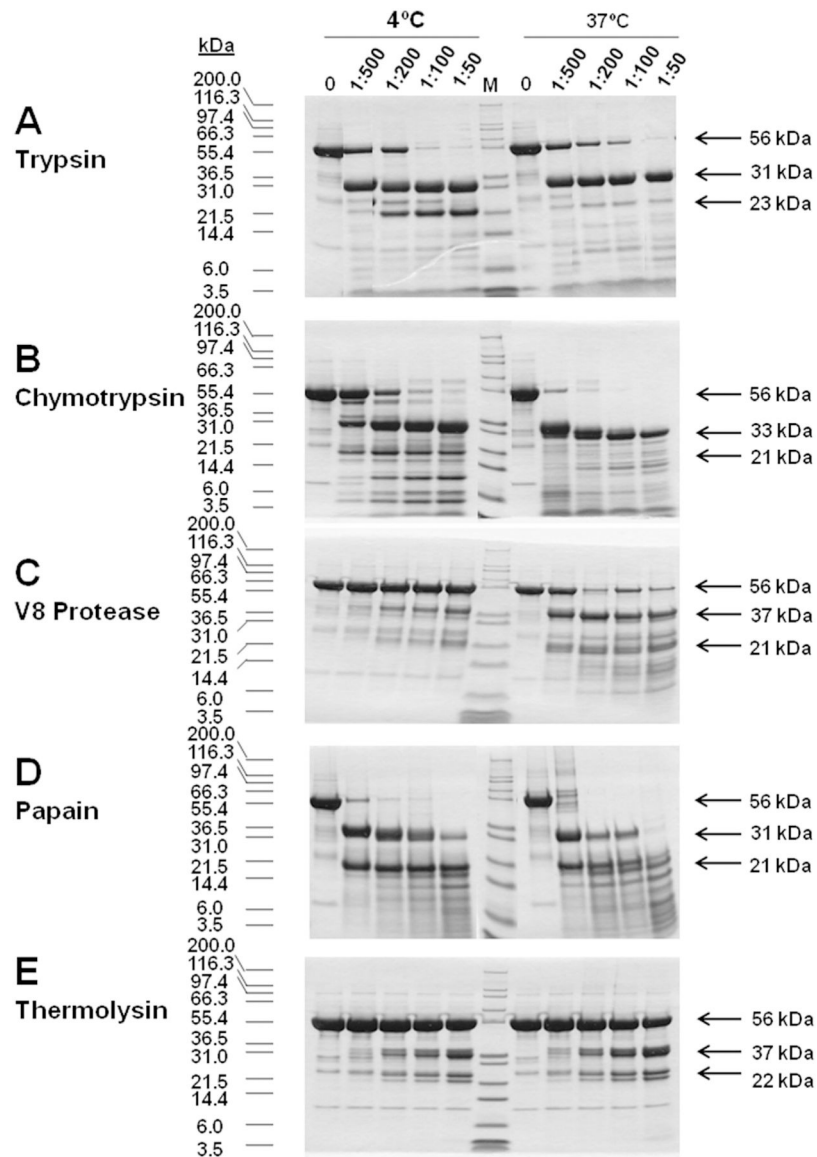 4°C 37°C
kDa
0 1:500 1:200 1:100 1:50 M 0 1:500 1:200 1:100 1:50
A
Trypsin
200.0
116.3
97.4
66.3
55.4
36.5
31.0
21.5
14.4
6.0
3.5
56 kDa
31 kDa
23 kDa
B
Chymotrypsin
200.0
116.3
97.4
66.3
55.4
36.5
31.0
21.5
14.4
6.0
3.5
56 kDa
33 kDa
21 kDa
C
V8 Protease
200.0
116.3
97.4
66.3
55.4
36.5
31.0
21.5
14.4
6.0
3.5
56 kDa
37 kDa
21 kDa
D
Papain
200.0
116.3
97.4
66.3
55.4
36.5
31.0
21.5
14.4
6.0
3.5
56 kDa
31 kDa
21 kDa
E
Thermolysin
200.0
116.3
97.4
66.3
55.4
36.5
31.0
21.5
14.4
6.0
3.5
56 kDa
37 kDa
22 kDa